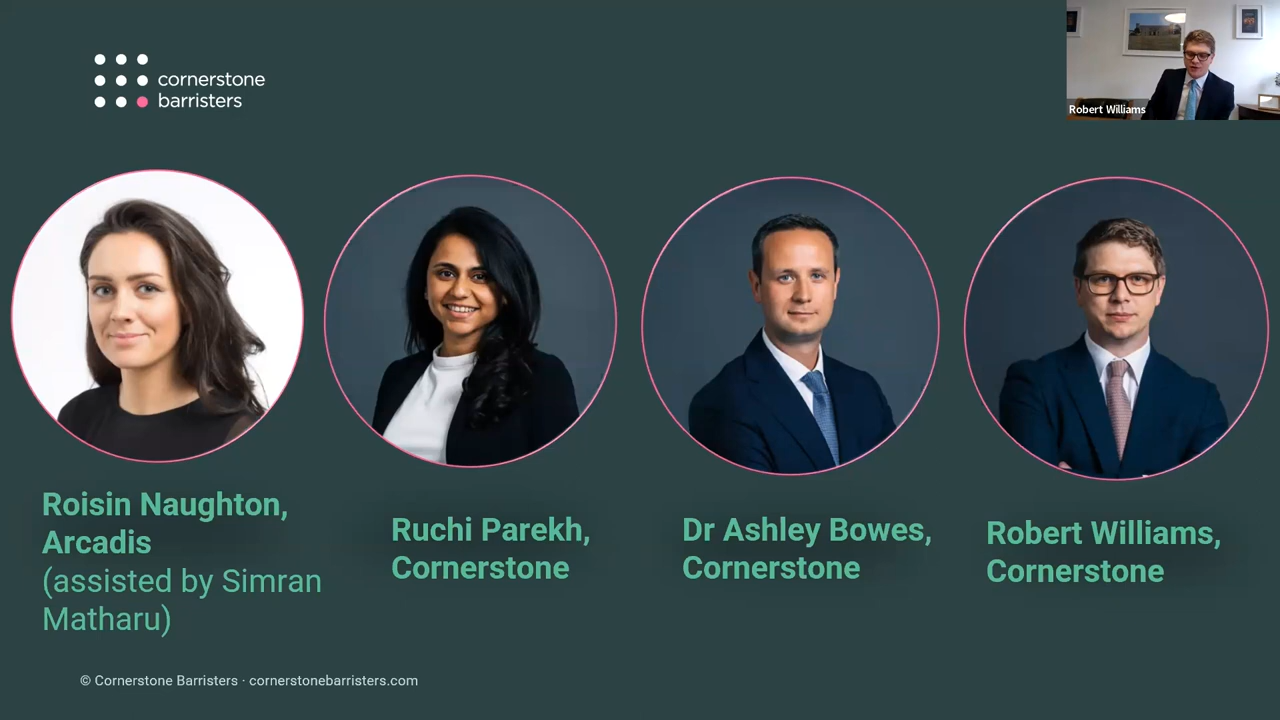 cornerstone
barristers
Robert Williams
Roisin Naughton,
Arcadis
(assisted by Simran
Matharu)
Ruchi Parekh,
Cornerstone
Dr Ashley Bowes,
Cornerstone
Robert Williams,
Cornerstone
© Cornerstone Barristers · cornerstonebarristers.com